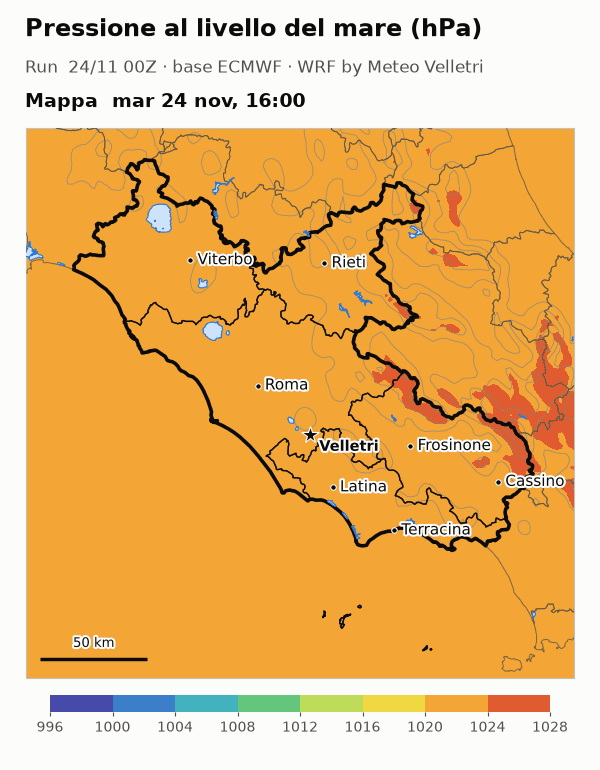 Pressione al livello del mare (hPa)
Run 24/11 00Z · base ECMWF · WRF by Meteo Velletri
Mappa mar 24 nov, 16:00
Viterbo
Rieti
Roma
Velletri
Frosinone
Latina
Cassino
Terracina
50 km
996 1000 1004 1008 1012 1016 1020 1024 1028